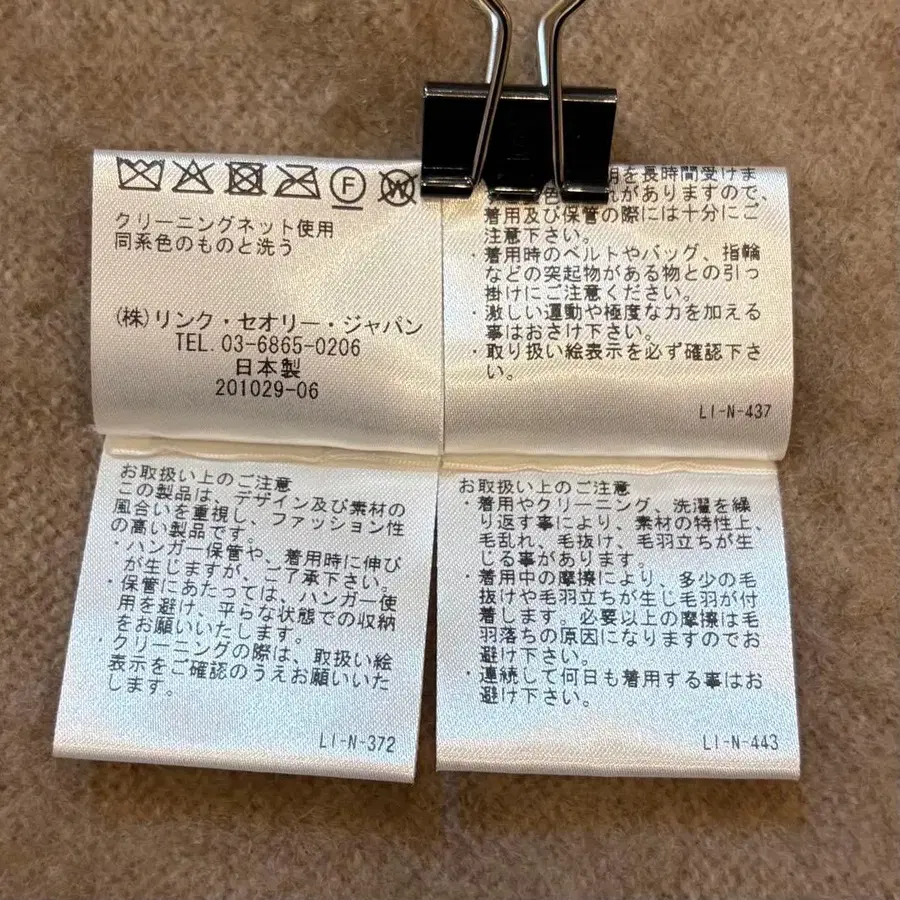 F
W
クリーニングネット使用
同系色のものと洗う
(株)リンク・セオリー・ジャパン
TEL. 03-6865-0206
日本製
201029-06
を長時間受けま
がありますので、
着用及び保管の際には十分にご
注意下さい。
・着用時のベルトやバッグ、指輪
などの突起物がある物との引っ
掛けにご注意ください。
・激しい運動や極度な力を加える
事はおさけ下さい。
・取り扱い絵表示を必ず確認下さ
い。
LI-N-437
お取扱い上のご注意
この製品は、デザイン及び素材の
風合いを重視し、ファッション性
の高い製品です。
・ハンガー保管や、着用時に伸び
が生じますが、ご了承下さい。
・保管にあたっては、ハンガー使
用を避け、平らな状態での収納
をお願いいたします。
・クリーニングの際は、取扱い絵
表示をご確認のうえお願いいた
します。
LI-N-372
お取扱い上のご注意
・着用やクリーニング、洗濯を繰
り返す事により、素材の特性上、
毛乱れ、毛抜け、毛羽立ちが生
じる事があります。
・着用中の摩擦により、多少の毛
抜けや毛羽立ちが生じ毛羽が付
着します。必要以上の摩擦は毛
羽落ちの原因になりますのでお
避け下さい。
・連続して何日も着用する事はお
避け下さい。
LI-N-443